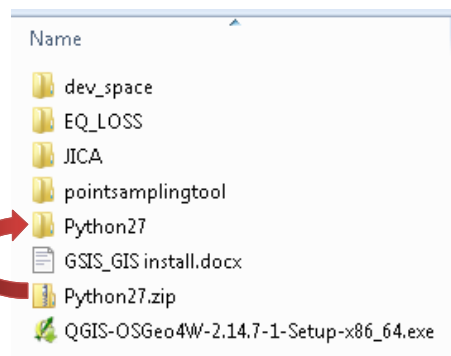 Name
dev_space
EQ_LOSS
JICA
pointsamplingtool
Python27
GSIS_GIS install.docx
Python27.zip
QGIS-OSGeo4W-2.14.7-1-Setup-x86_64.exe